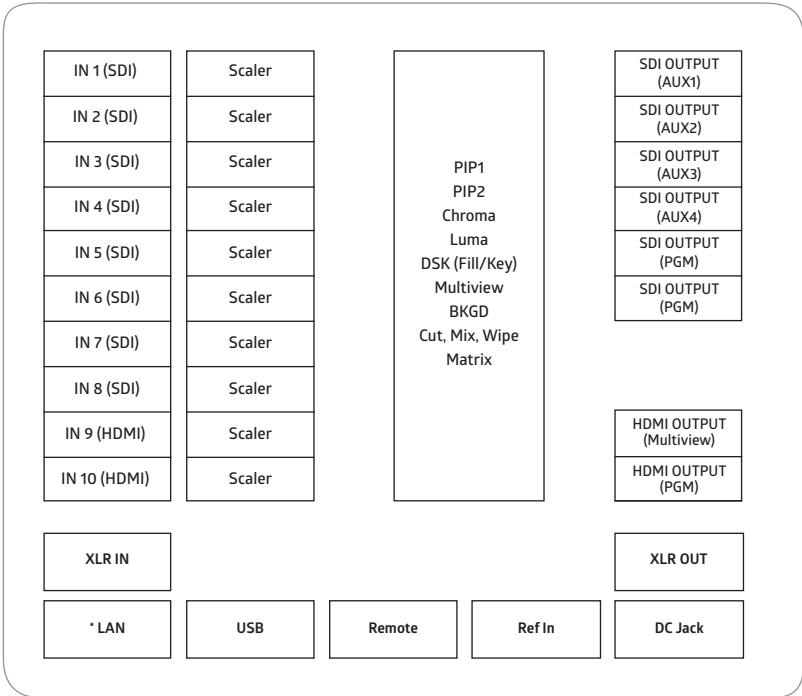 IN 1 (SDI)
Scaler
IN 2 (SDI)
Scaler
IN 3 (SDI)
Scaler
IN 4 (SDI)
Scaler
IN 5 (SDI)
Scaler
IN 6 (SDI)
Scaler
IN 7 (SDI)
Scaler
IN 8 (SDI)
Scaler
IN 9 (HDMI)
Scaler
IN 10 (HDMI)
Scaler
PIP1
PIP2
Chroma
Luma
DSK (Fill/Key)
Multiview
BKGD
Cut, Mix, Wipe
Matrix
SDI OUTPUT
(AUX1)
SDI OUTPUT
(AUX2)
SDI OUTPUT
(AUX3)
SDI OUTPUT
(AUX4)
SDI OUTPUT
(PGM)
SDI OUTPUT
(PGM)
HDMI OUTPUT
(Multiview)
HDMI OUTPUT
(PGM)
XLR IN
XLR OUT
* LAN
USB
Remote
Ref In
DC Jack